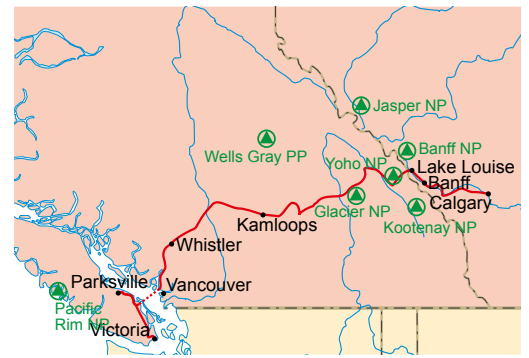 Jasper NP
Wells Gray PP
Banff NP
Yoho NP
Lake Louise
Banff
Calgary
Glacier NP
Kootenay NP
Kamloops
Whistler
Parksville
Vancouver
Pacific
Rim NP
Victoria